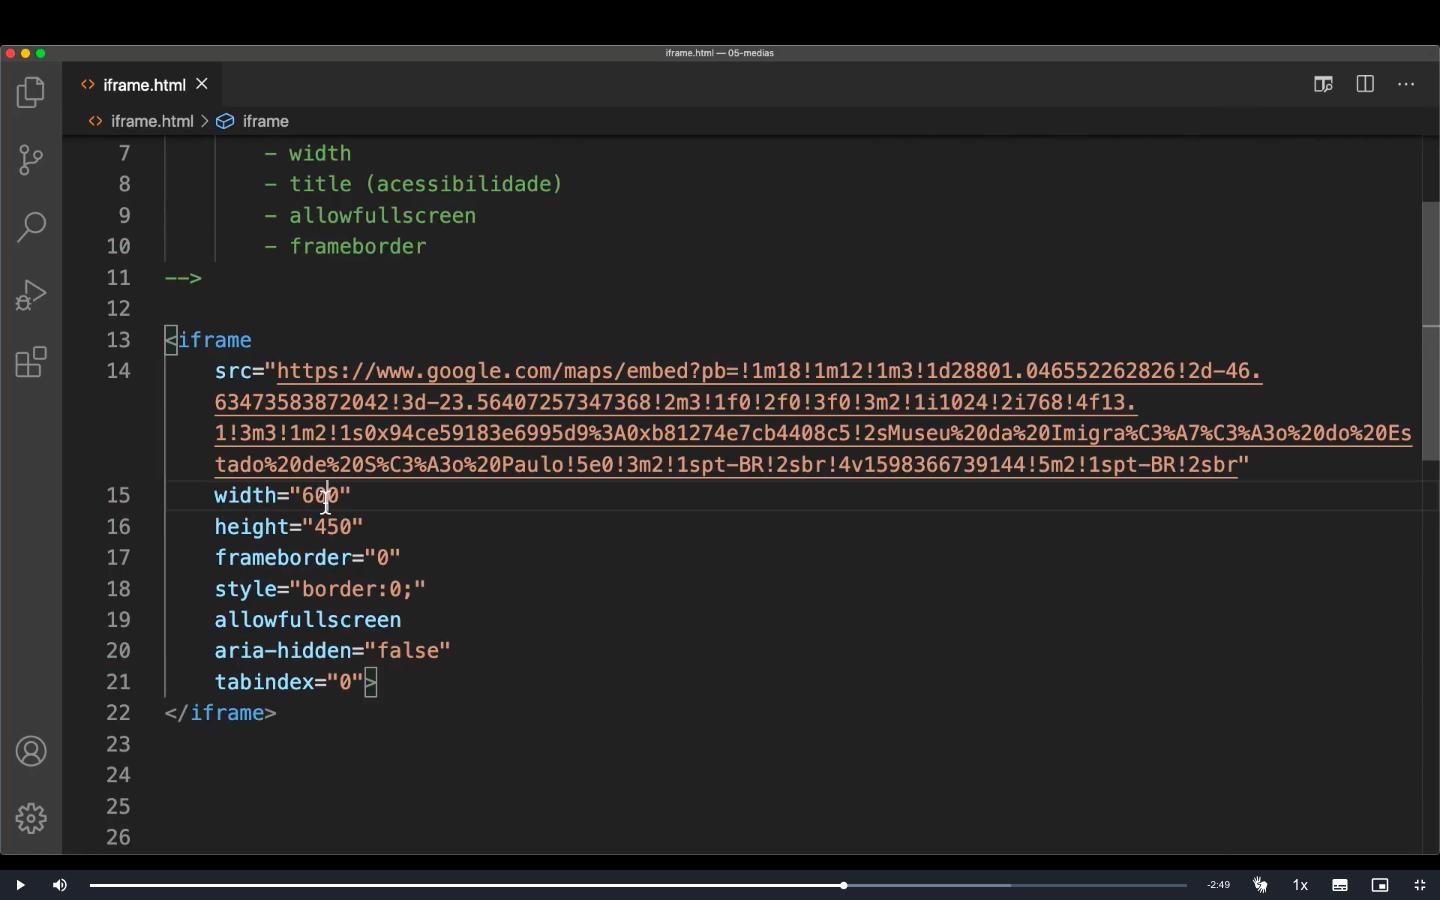 iframe.html — 05-medias
iframe.html
iframe.html > iframe
7 - width
8 - title (acessibilidade)
9 - allowfullscreen
10 - frameborder
11 -->
12
13 <iframe
14 src="https://www.google.com/maps/embed?pb=!1m18!1m12!1m3!1d28801.046552262826!2d-46.
63473583872042!3d-23.56407257347368!2m3!1f0!2f0!3f0!3m2!1i1024!2i768!4f13.
1!3m3!1m2!1s0x94ce59183e6995d9%3A0xb81274e7cb4408c5!2sMuseu%20da%20Imigra%C3%A7%C3%A3o%20do%20Es
tado%20de%20S%C3%A3o%20Paulo!5e0!3m2!1spt-BR!2sbr!4v1598366739144!5m2!1spt-BR!2sbr"
15 width="600"
16 height="450"
17 frameborder="0"
18 style="border:0;"
19 allowfullscreen
20 aria-hidden="false"
21 tabindex="0">
22 </iframe>
23
24
25
26
-2:49 1x